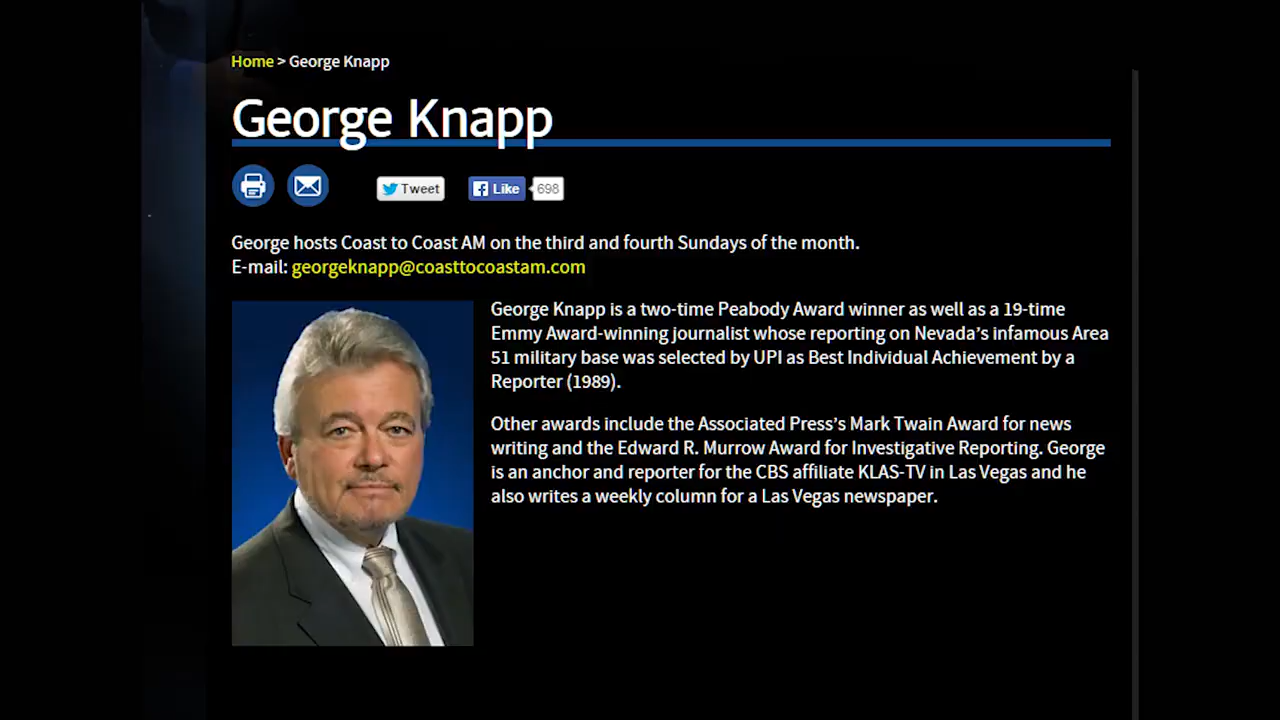 Home > George Knapp
George Knapp
Tweet
Like
698
George hosts Coast to Coast AM on the third and fourth Sundays of the month.
E-mail: georgeknapp@coasttocoastam.com
George Knapp is a two-time Peabody Award winner as well as a 19-time
Emmy Award-winning journalist whose reporting on Nevada's infamous Area
51 military base was selected by UPI as Best Individual Achievement by a
Reporter (1989).
Other awards include the Associated Press's Mark Twain Award for news
writing and the Edward R. Murrow Award for Investigative Reporting. George
is an anchor and reporter for the CBS affiliate KLAS-TV in Las Vegas and he
also writes a weekly column for a Las Vegas newspaper.